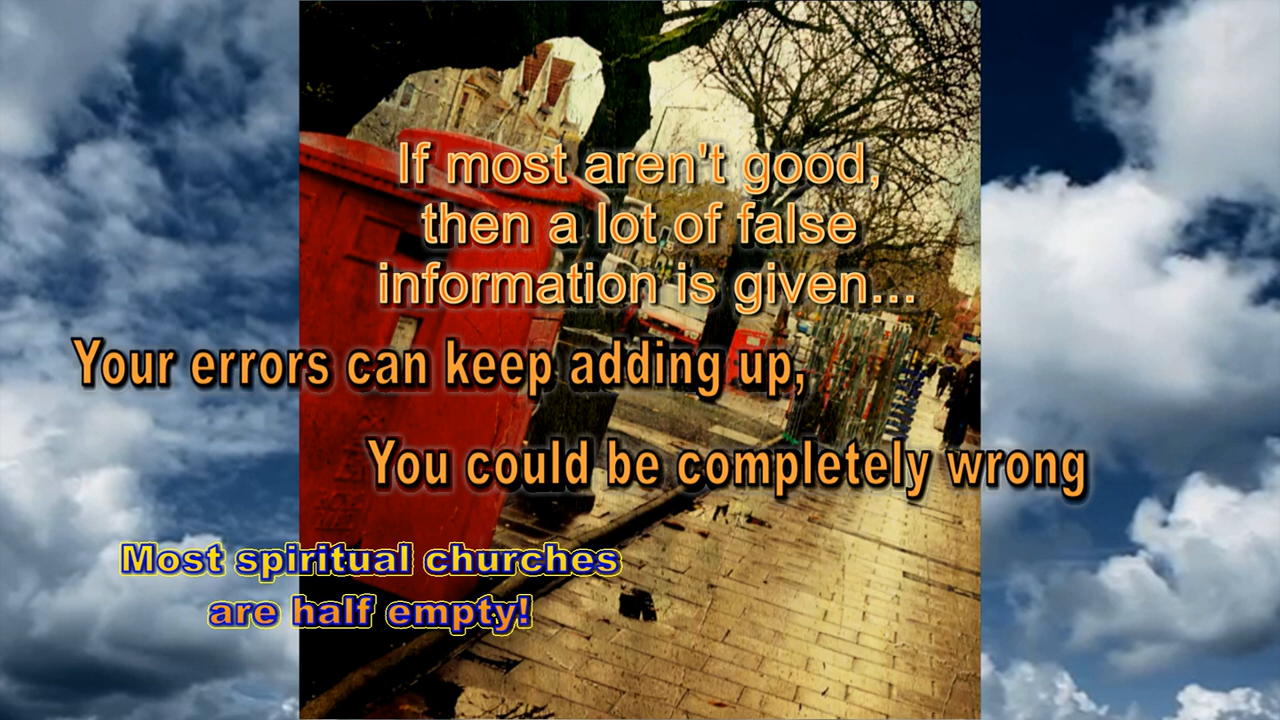 If most aren't good,
then a lot of false
information is given...
Your errors can keep adding up,
You could be completely wrong
Most spiritual churches
are half empty!